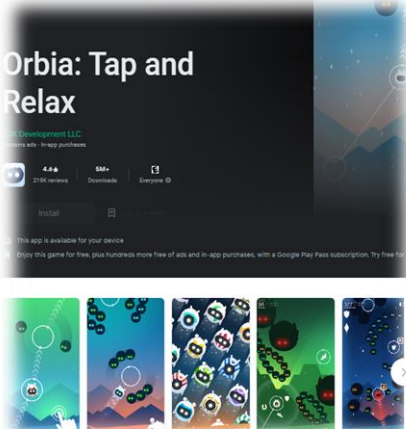 Orbia: Tap and
Relax
Development LLC
ads · In-app purchases
4.6★
219K reviews
5M+
Downloads
Everyone
Install
This app is available for your device
Enjoy this game for free, plus hundreds more free of ads and in-app purchases, with a Google Play Pass subscription. Try free for